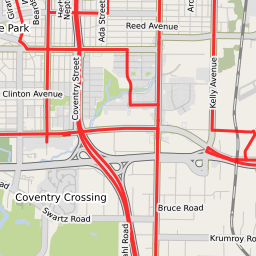 Ada Street
Reed Avenue
Park
Coventry Street
Clinton Avenue
Kelly Avenue
Coventry Crossing
Swartz Road
Bruce Road
Krumroy Road
Road